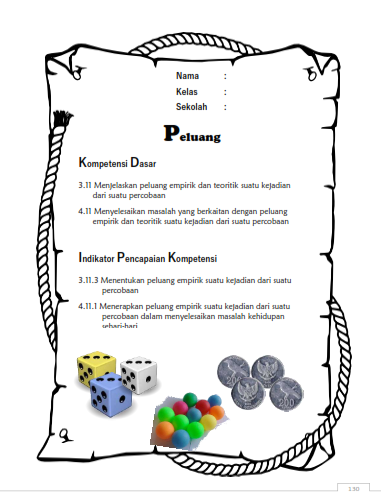 Nama :
Kelas :
Sekolah :
Peluang
Kompetensi Dasar
3.11 Menjelaskan peluang empirik dan teoritik suatu kejadian
dari suatu percobaan
4.11 Menyelesaikan masalah yang berkaitan dengan peluang
empirik dan teoritik suatu kejadian dari suatu percobaan
Indikator Pencapaian Kompetensi
3.11.3 Menentukan peluang empirik suatu kejadian dari suatu
percobaan
4.11.1 Menerapkan peluang empirik suatu kejadian dari suatu
percobaan dalam menyelesaikan masalah kehidupan
sehari-hari
130